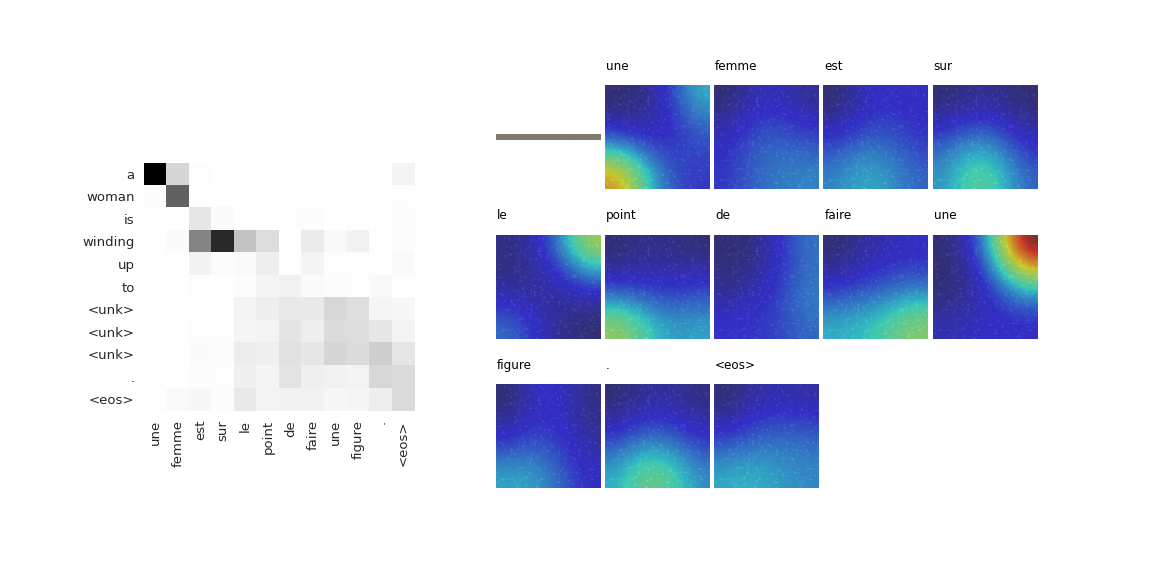 a
woman
is
winding
up
to
<unk>
<unk>
<unk>
.
<eos>
une
femme
est
sur
le
point
de
faire
une
figure
.
<eos>
une femme est sur
le point de faire une
figure . <eos>